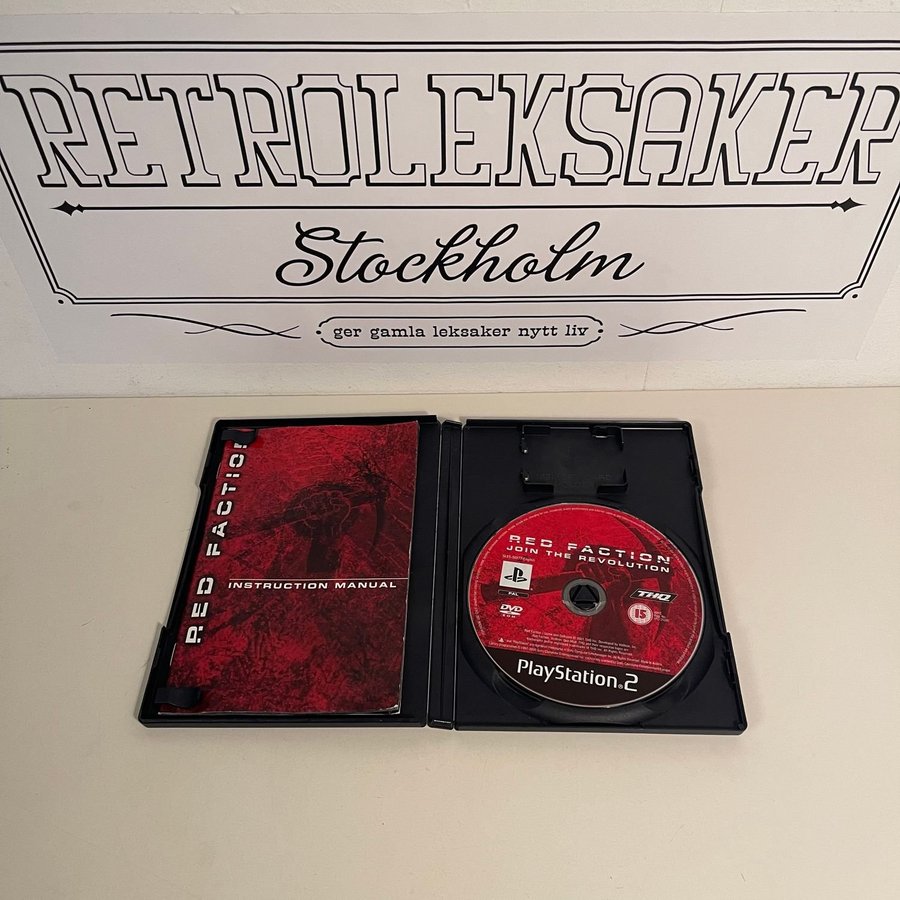 RETROLEKSAKER
Stockholm
ger gamla leksaker nytt liv
RED FACTION
INSTRUCTION MANUAL
RED FACTION
JOIN THE REVOLUTION
PAL
THQ
DVD
ROM
15
PlayStation 2